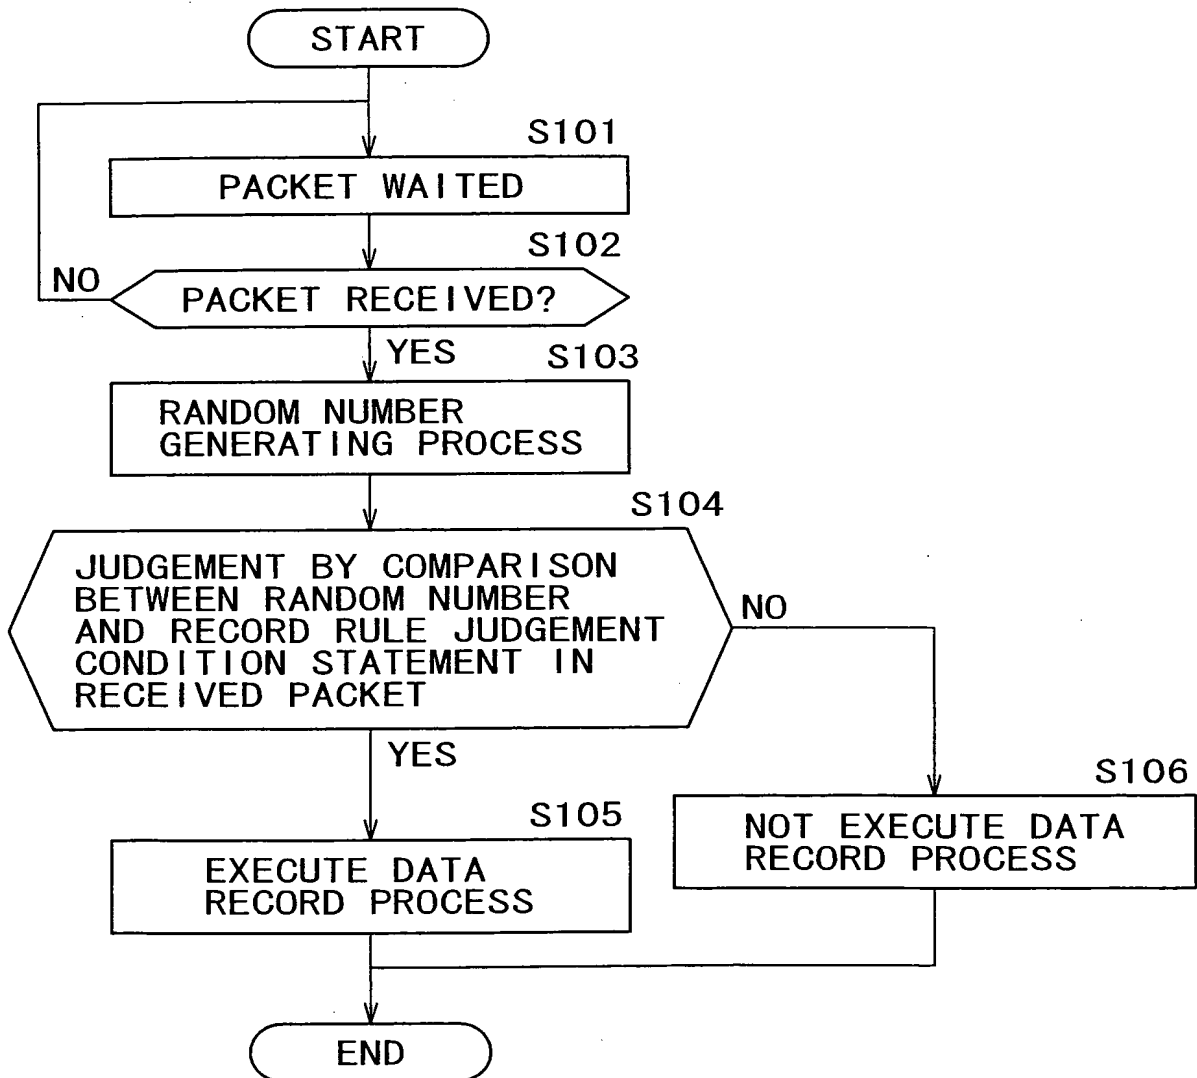 START
S101
PACKET WAITED
S102
NO
PACKET RECEIVED?
YES
S103
RANDOM NUMBER
GENERATING PROCESS
S104
JUDGEMENT BY COMPARISON
BETWEEN RANDOM NUMBER
AND RECORD RULE JUDGEMENT
CONDITION STATEMENT IN
RECEIVED PACKET
NO
YES
S105
EXECUTE DATA
RECORD PROCESS
S106
NOT EXECUTE DATA
RECORD PROCESS
END